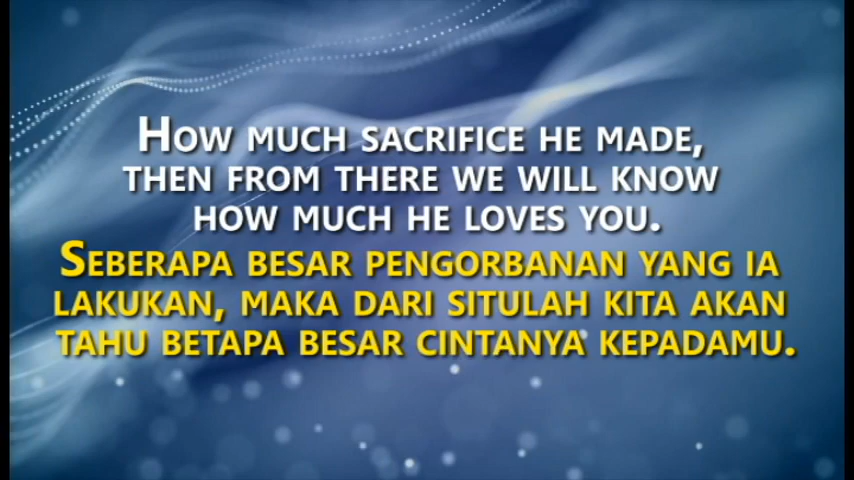 How much sacrifice he made,
then from there we will know
how much he loves you.
Seberapa besar pengorbanan yang ia
lakukan, maka dari situlah kita akan
tahu betapa besar cintanya kepadamu.